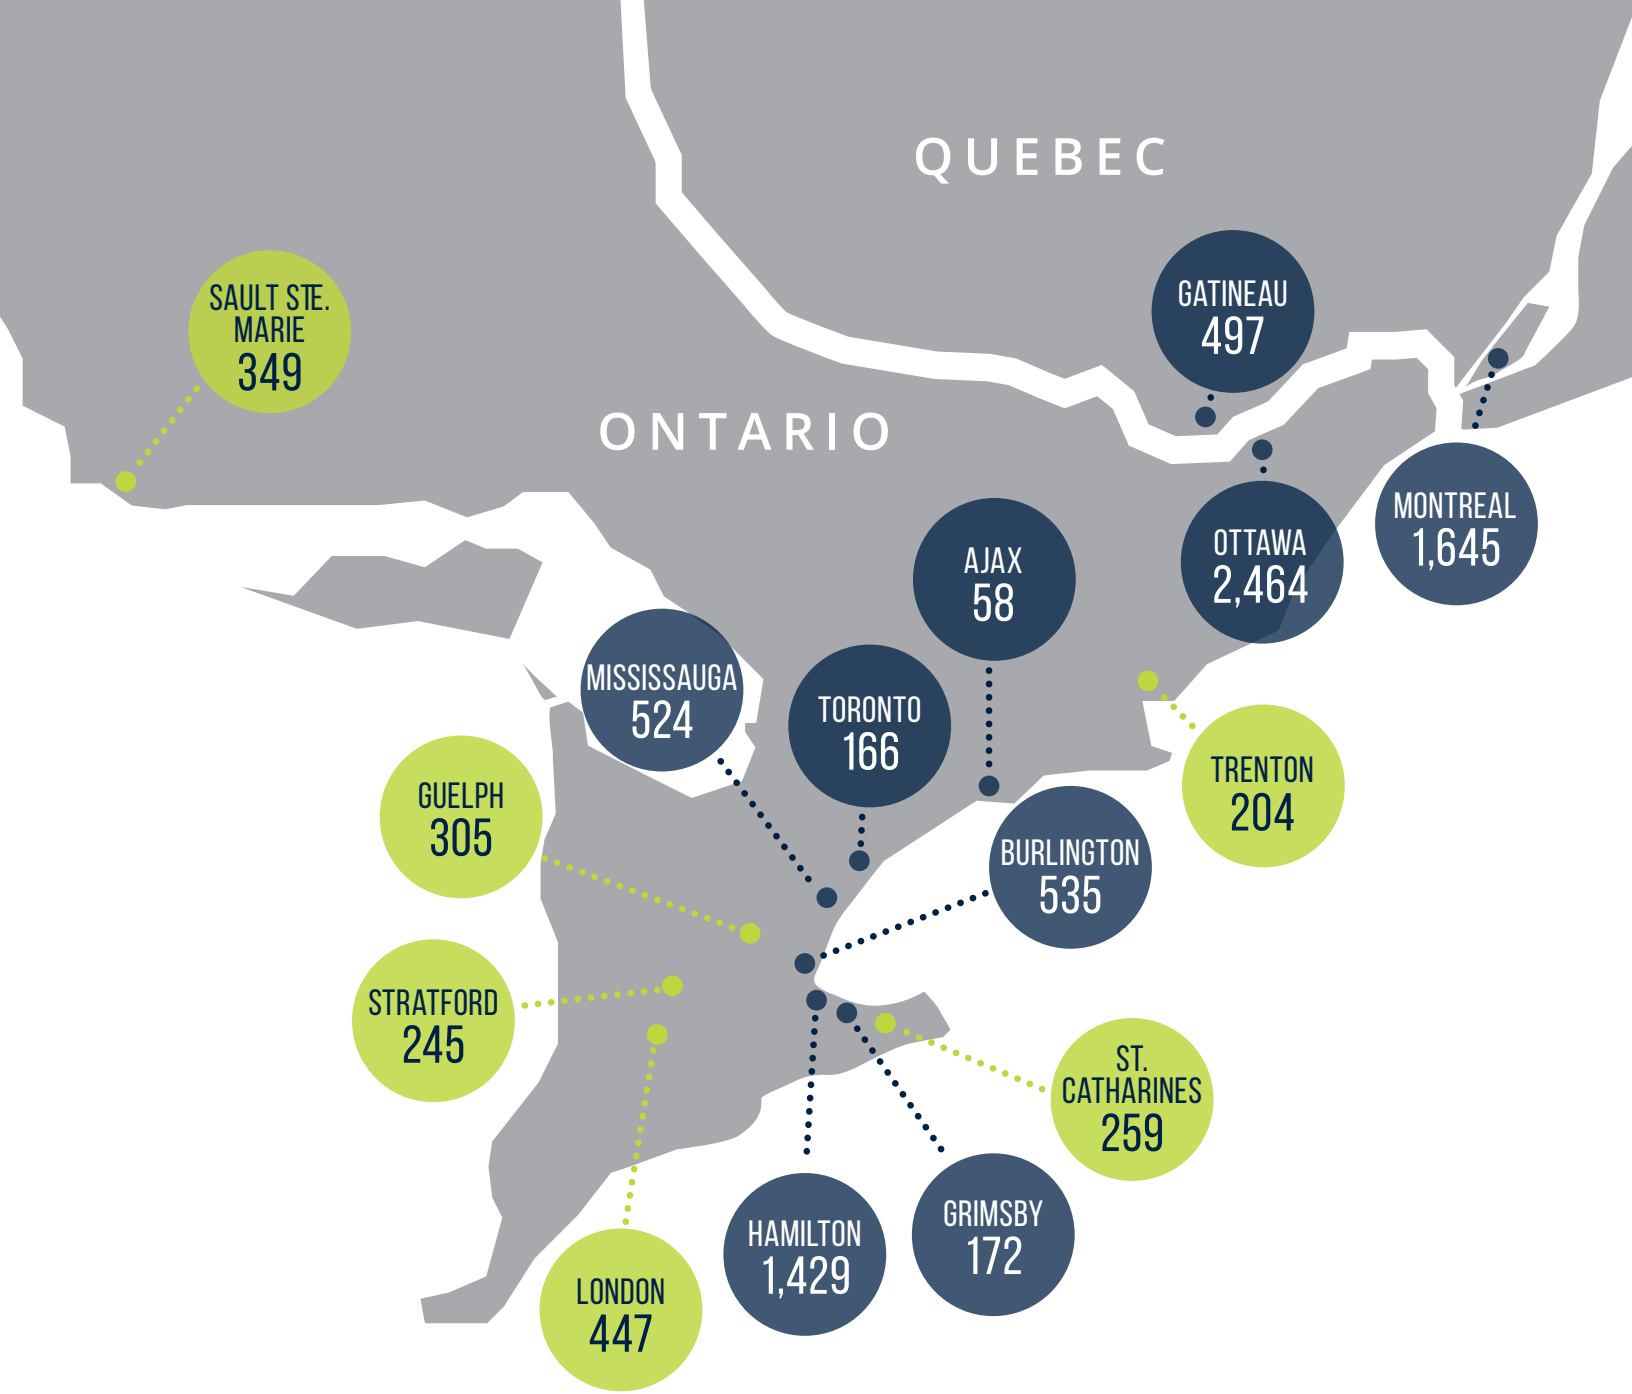 QUEBEC
GATINEAU
497
SAULT STE.
MARIE
349
ONTARIO
MONTREAL
1,645
OTTAWA
2,464
AJAX
58
MISSISSAUGA
524
TORONTO
166
TRENTON
204
GUELPH
305
BURLINGTON
535
STRATFORD
245
ST.
CATHARINES
259
HAMILTON
1,429
GRIMSBY
172
LONDON
447